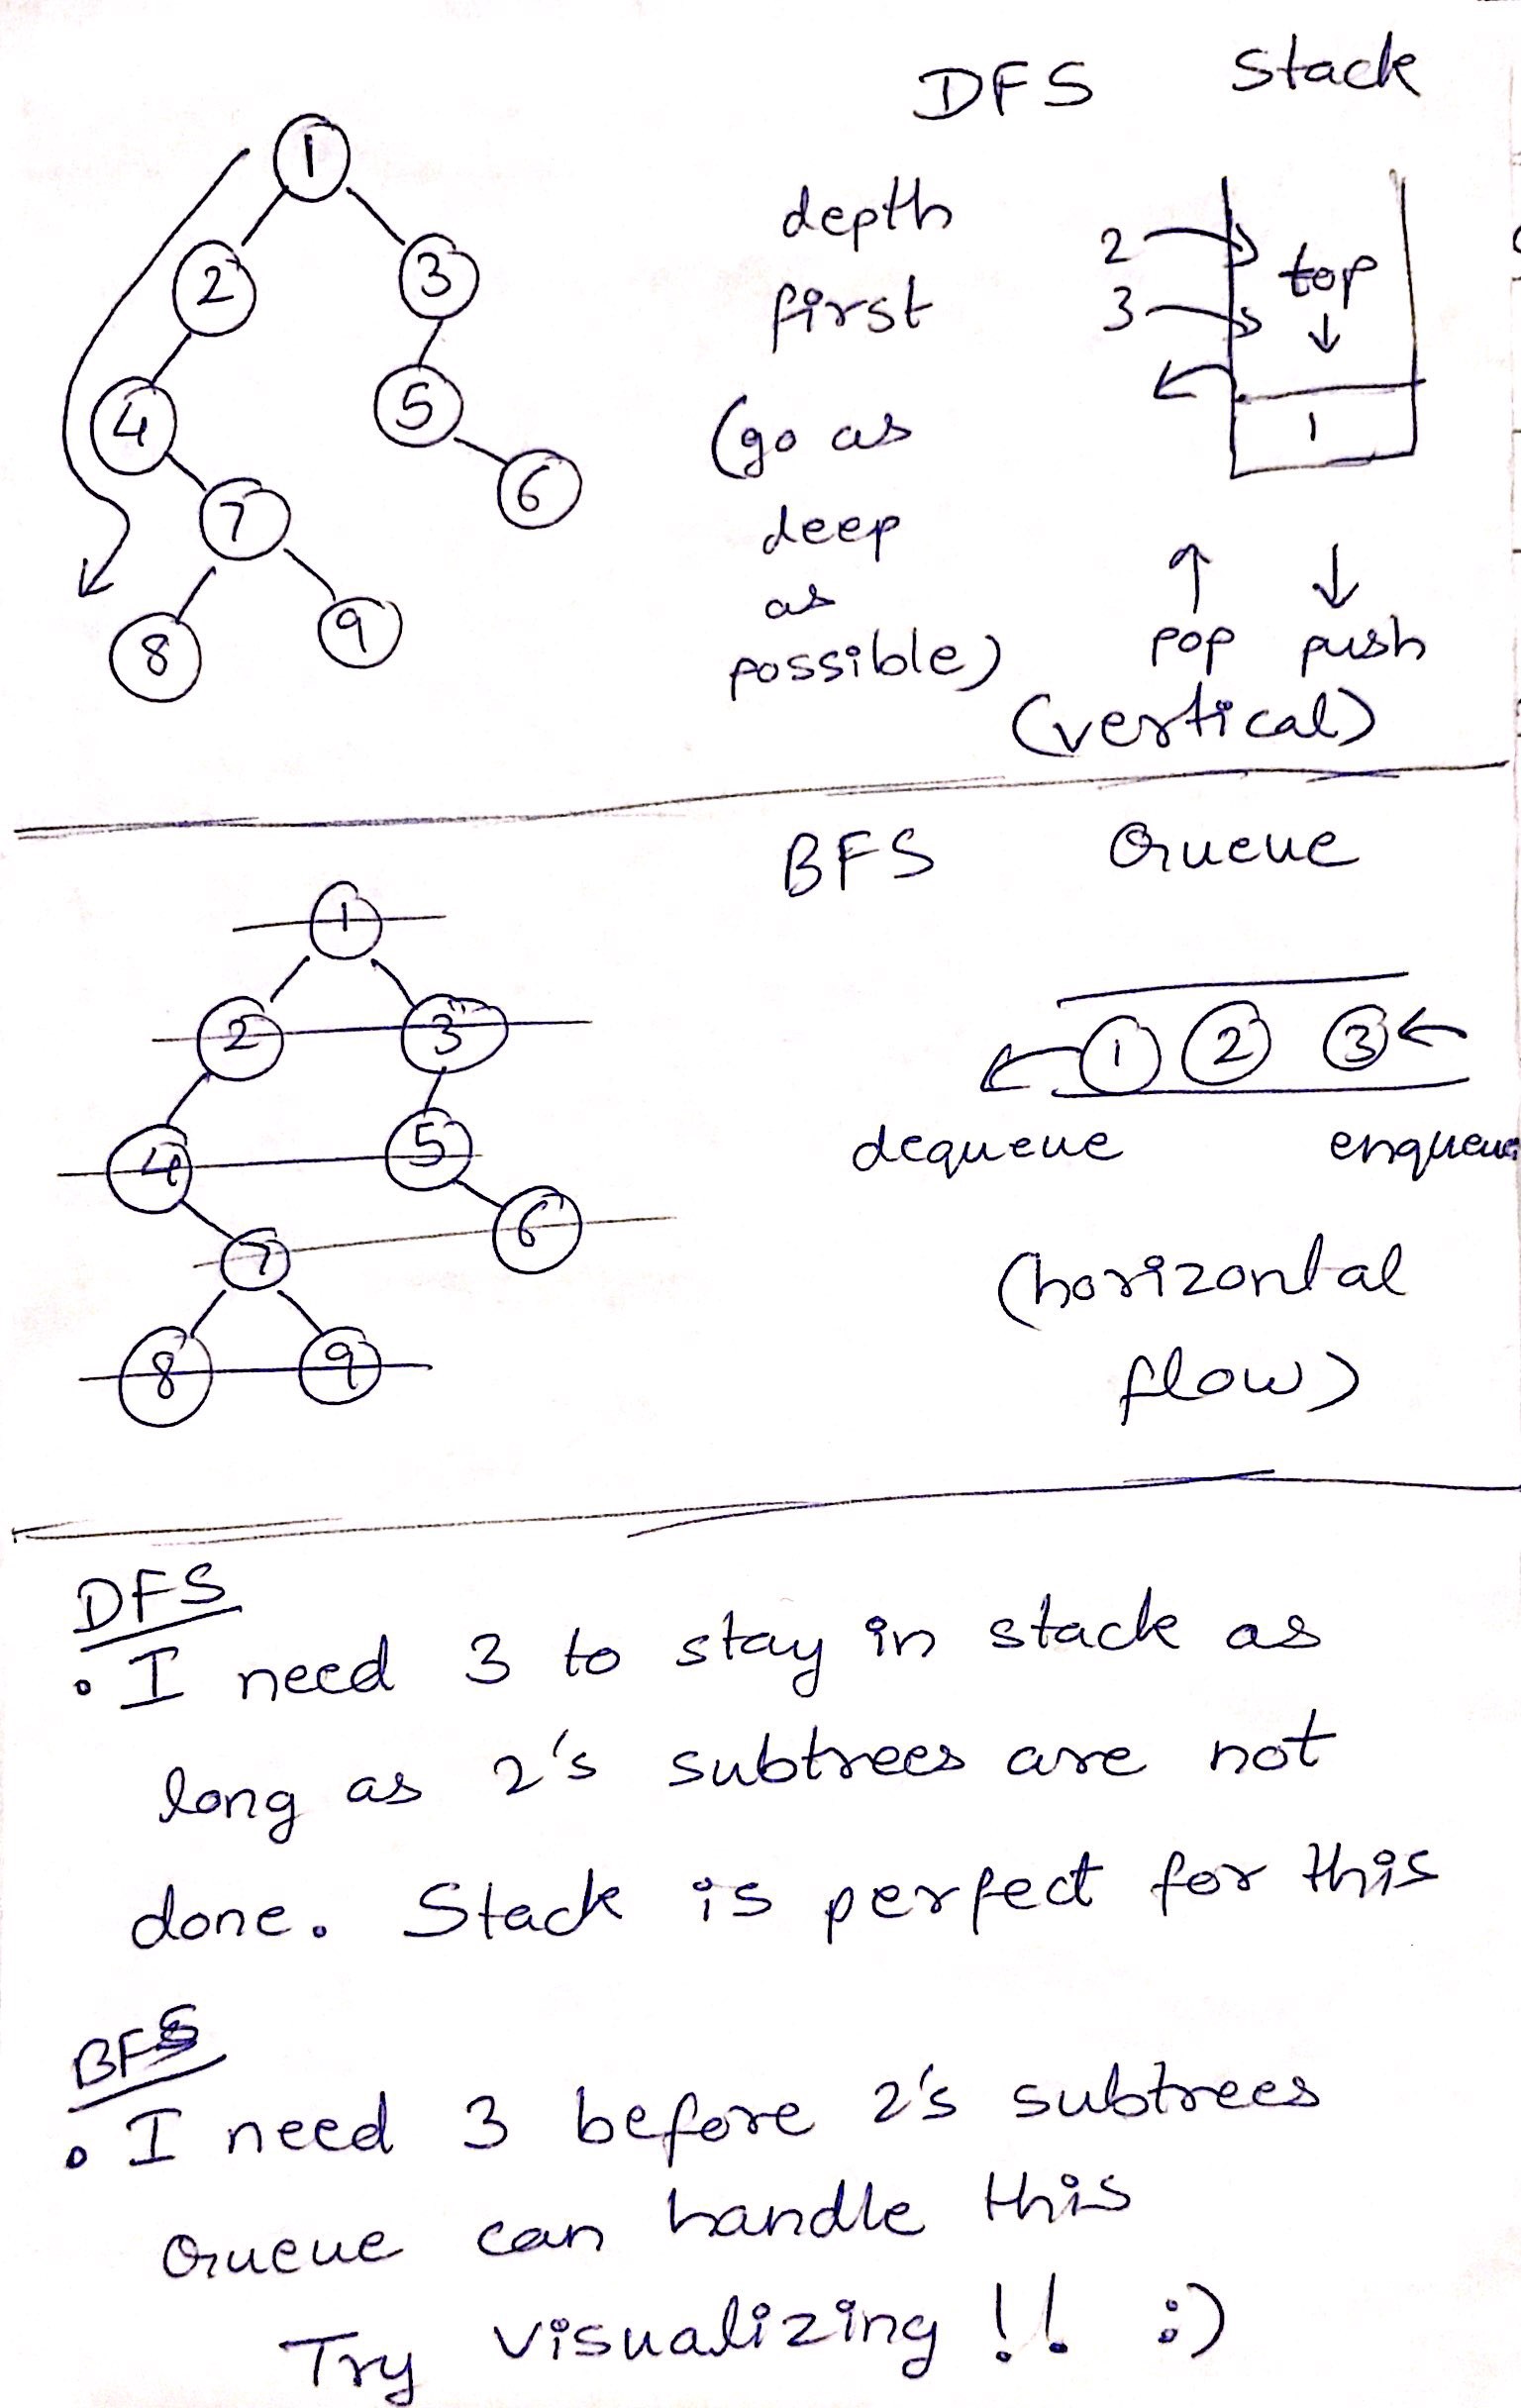 DFS Stack
1
2 3
4 5
7 6
8 9
depth
first
(go as
deep
as
possible)
2
3
top
1
pop push
(vertical)
BFS Queue
1
2 3
4 5
7 6
8 9
1 2 3
dequeue enqueue
(horizontal
flow)
DFS
• I need 3 to stay in stack as
long as 2's subtrees are not
done. Stack is perfect for this
BFS
• I need 3 before 2's subtrees
Queue can handle this
Try visualizing !! :)